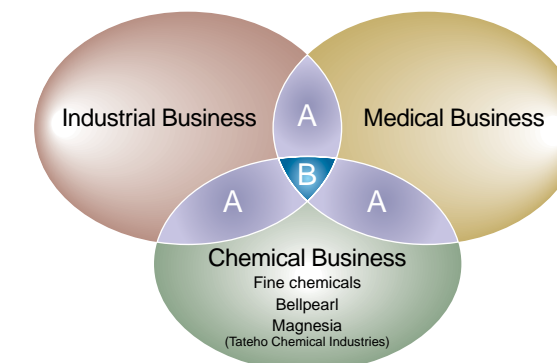 A
Industrial Business
Medical Business
B
A
A
Chemical Business
Fine chemicals
Bellpearl
Magnesia
(Tateho Chemical Industries)